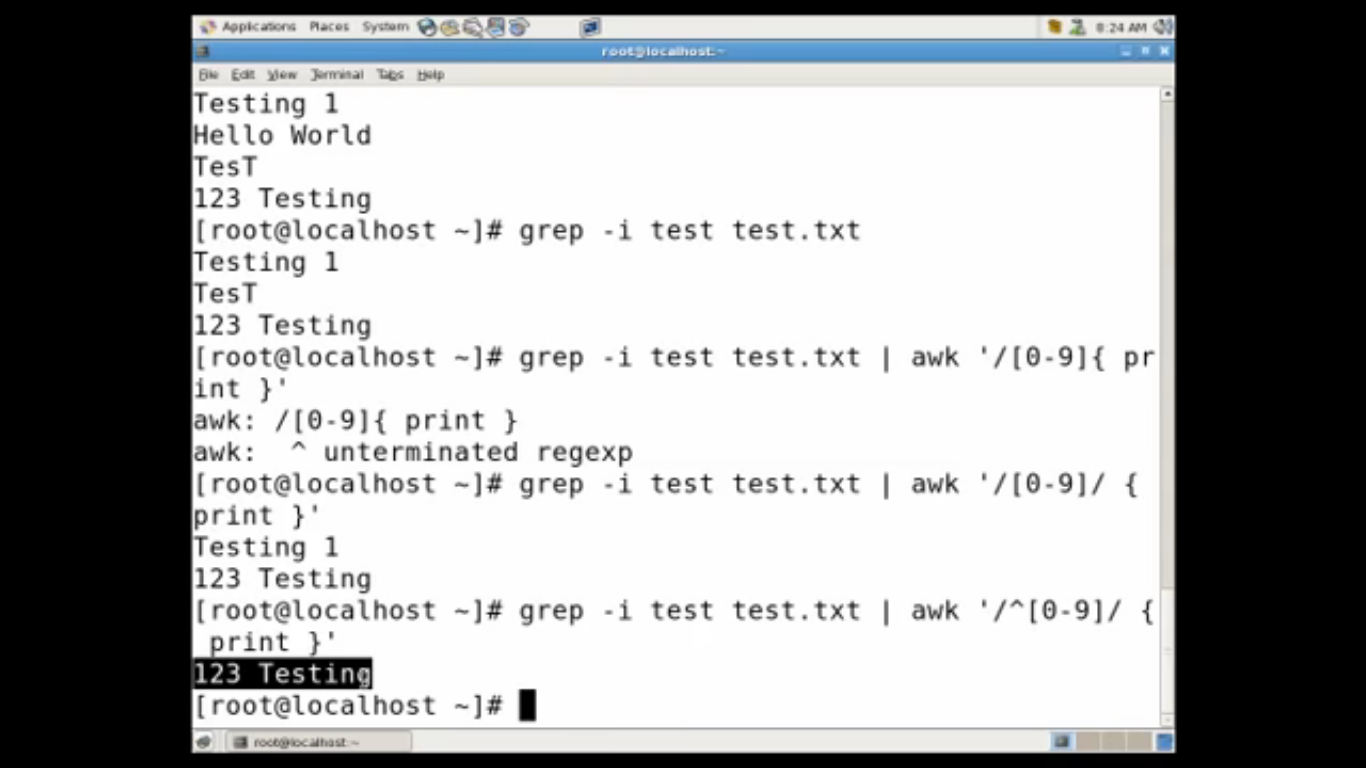 Applications Places System 8:24 AM
root@localhost:~
File Edit View Terminal Tabs Help
Testing 1
Hello World
TesT
123 Testing
[root@localhost ~]# grep -i test test.txt
Testing 1
TesT
123 Testing
[root@localhost ~]# grep -i test test.txt | awk '/[0-9]{ pr
int }'
awk: /[0-9]{ print }
awk:  ^ unterminated regexp
[root@localhost ~]# grep -i test test.txt | awk '/[0-9]/ {
print }'
Testing 1
123 Testing
[root@localhost ~]# grep -i test test.txt | awk '/^[0-9]/ {
 print }'
123 Testing
[root@localhost ~]#
root@localhost:~